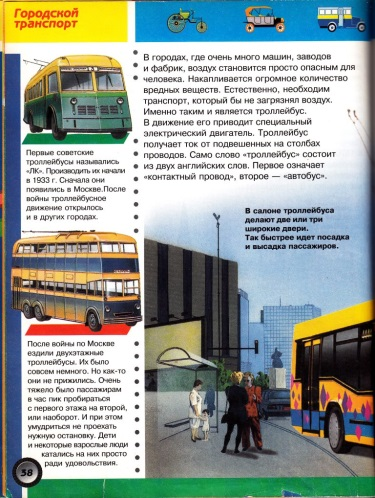 Городской
транспорт
В городах, где очень много машин, заводов
и фабрик, воздух становится просто опасным для
человека. Накапливается огромное количество
вредных веществ. Естественно, необходим
транспорт, который бы не загрязнял воздух.
Именно таким и является троллейбус.
В движение его приводит специальный
электрический двигатель. Троллейбус
получает ток от подвешенных на столбах
проводов. Само слово «троллейбус» состоит
из двух английских слов. Первое означает
«контактный провод», второе — «автобус».
Первые советские
троллейбусы назывались
«ЛК». Производить их начали
в 1933 г. Сначала они
появились в Москве.После
войны троллейбусное
движение открылось
и в других городах.
В салоне троллейбуса
делают две или три
широкие двери.
Так быстрее идет посадка
и высадка пассажиров.
После войны по Москве
ездили двухэтажные
троллейбусы. Их было
совсем немного. Но как-то
они не прижились. Очень
тяжело было пассажирам
в час пик пробираться
с первого этажа на второй,
или наоборот. И при этом
умудриться не проехать
нужную остановку. Дети
и некоторые взрослые люди
катались на них просто
ради удовольствия.
58